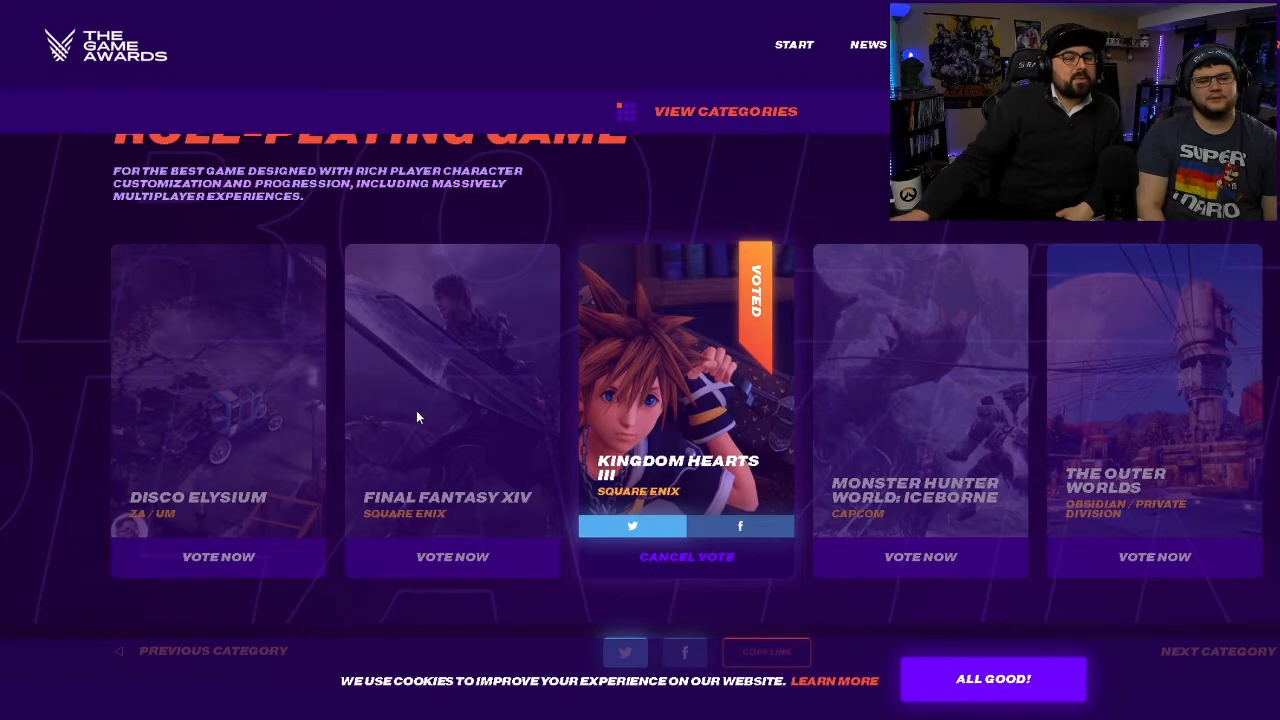 THE
GAME
AWARDS
START
NEWS
VIEW CATEGORIES
ROLE-PLAYING GAME
FOR THE BEST GAME DESIGNED WITH RICH PLAYER CHARACTER
CUSTOMIZATION AND PROGRESSION, INCLUDING MASSIVELY
MULTIPLAYER EXPERIENCES.
SUPER
MARIO
VOTED
DISCO ELYSIUM
ZA / UM
VOTE NOW
FINAL FANTASY XIV
SQUARE ENIX
VOTE NOW
KINGDOM HEARTS
III
SQUARE ENIX
CANCEL VOTE
MONSTER HUNTER
WORLD: ICEBORNE
CAPCOM
VOTE NOW
THE OUTER
WORLDS
OBSIDIAN / PRIVATE
DIVISION
VOTE NOW
PREVIOUS CATEGORY
COPY LINK
NEXT CATEGORY
WE USE COOKIES TO IMPROVE YOUR EXPERIENCE ON OUR WEBSITE. LEARN MORE
ALL GOOD!